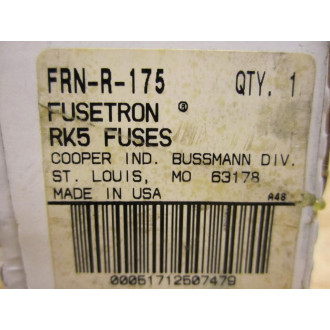 FRN-R-175 QTY. 1
FUSETRON ®
RK5 FUSES
COOPER IND. BUSSMANN DIV.
ST. LOUIS, MO 63178
MADE IN USA A48
00051712507479